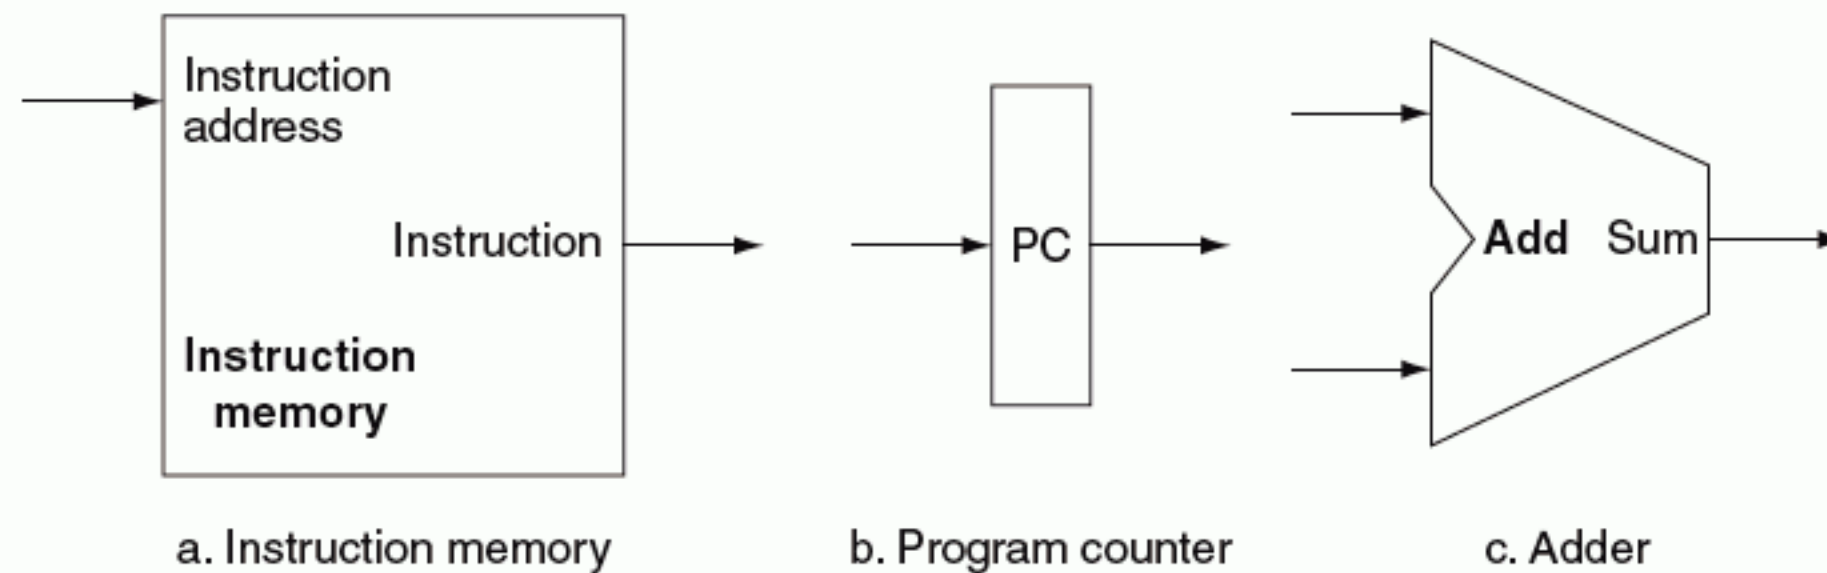 Instruction
address
Instruction
Instruction
memory
a. Instruction memory
PC
b. Program counter
Add Sum
c. Adder